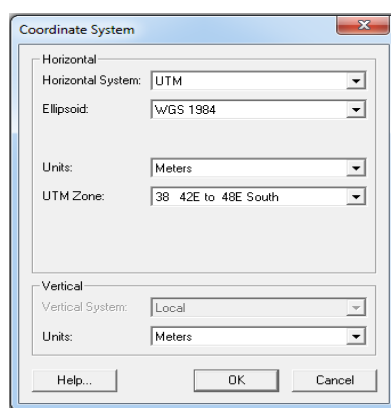 Coordinate System
Horizontal
Horizontal System: UTM
Ellipsoid: WGS 1984
Units: Meters
UTM Zone: 38 42E to 48E South
Vertical
Vertical System: Local
Units: Meters
Help... OK Cancel